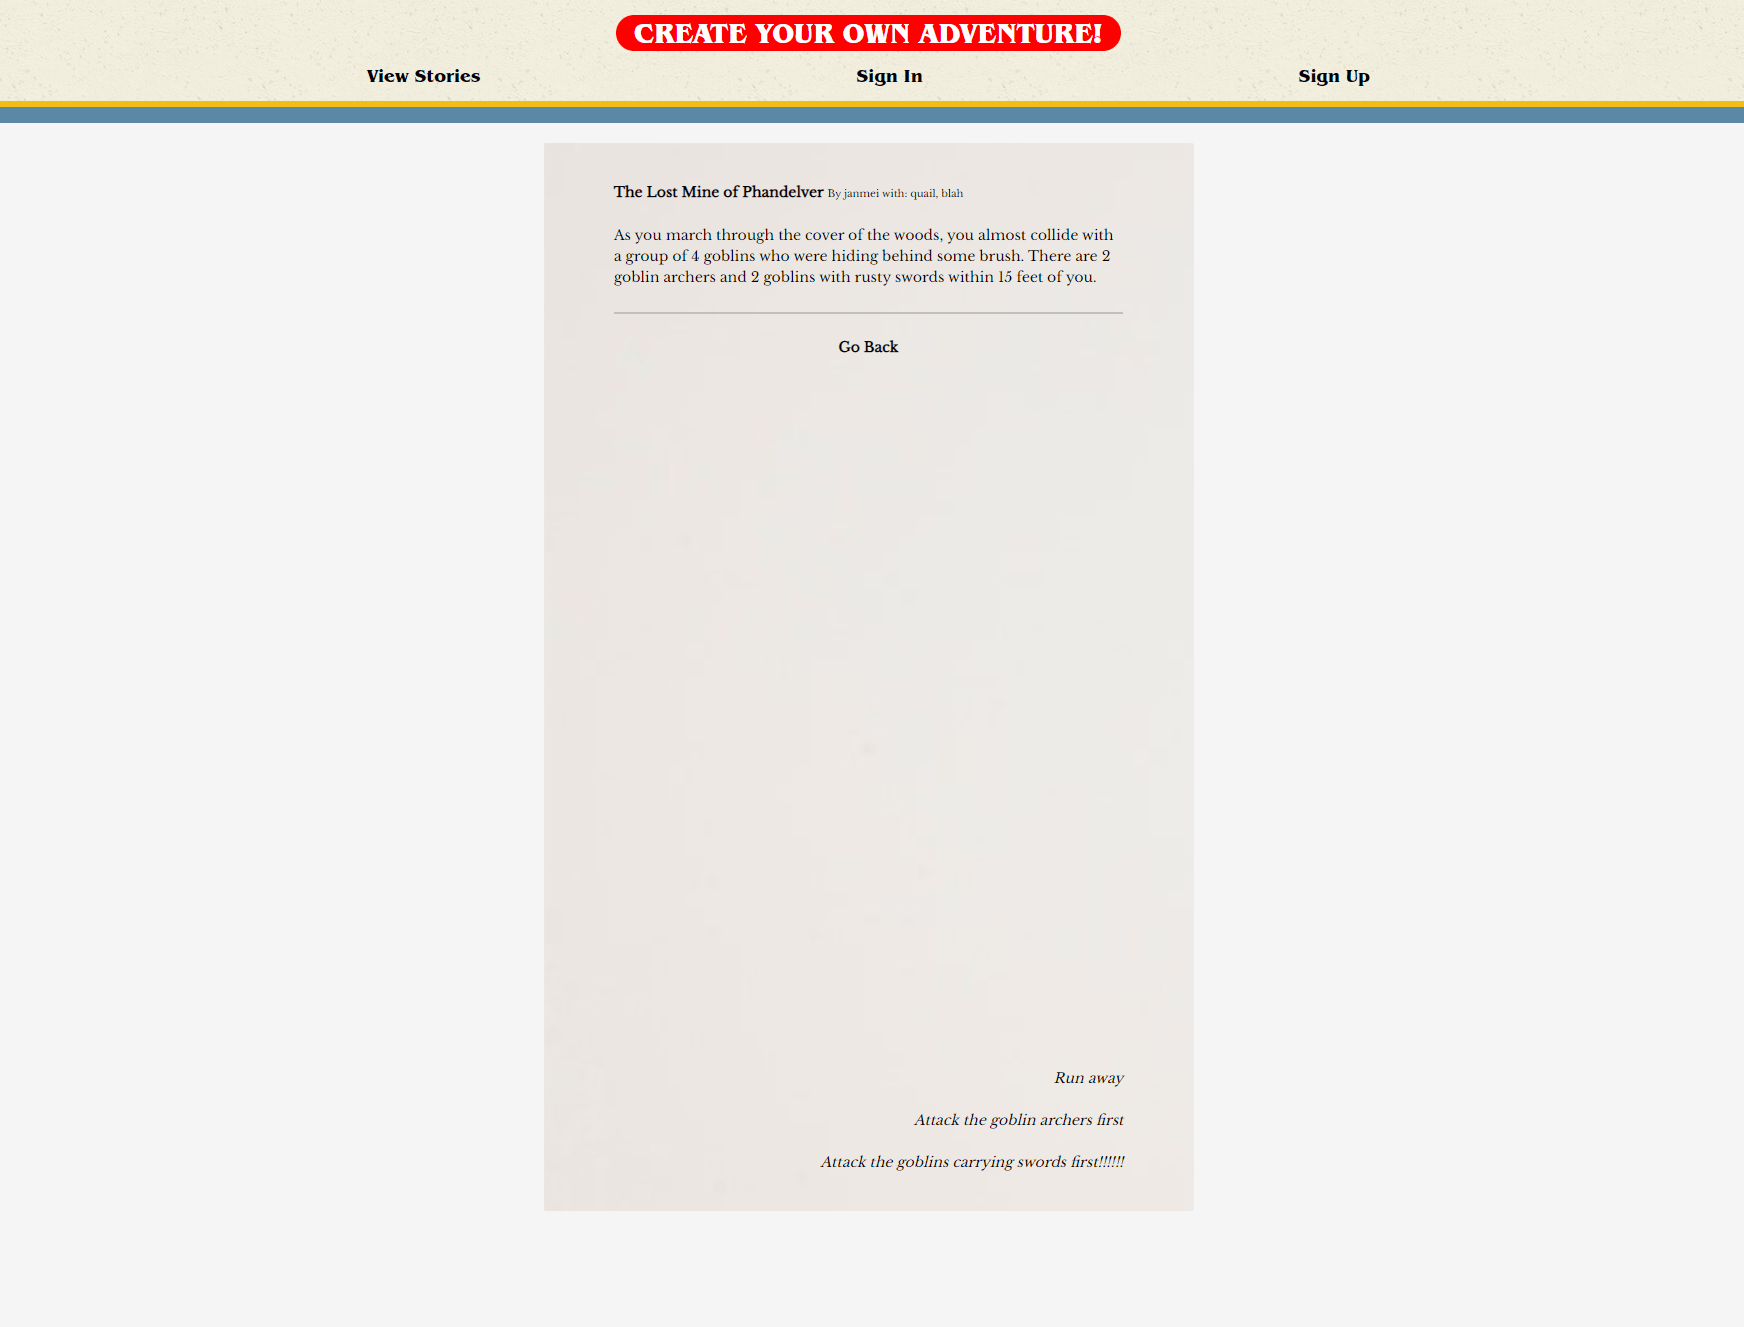 CREATE YOUR OWN ADVENTURE!
View Stories Sign In Sign Up
The Lost Mine of Phandelver By janmei with: quail, blah
As you march through the cover of the woods, you almost collide with
a group of 4 goblins who were hiding behind some brush. There are 2
goblin archers and 2 goblins with rusty swords within 15 feet of you.
Go Back
Run away
Attack the goblin archers first
Attack the goblins carrying swords first!!!!!!